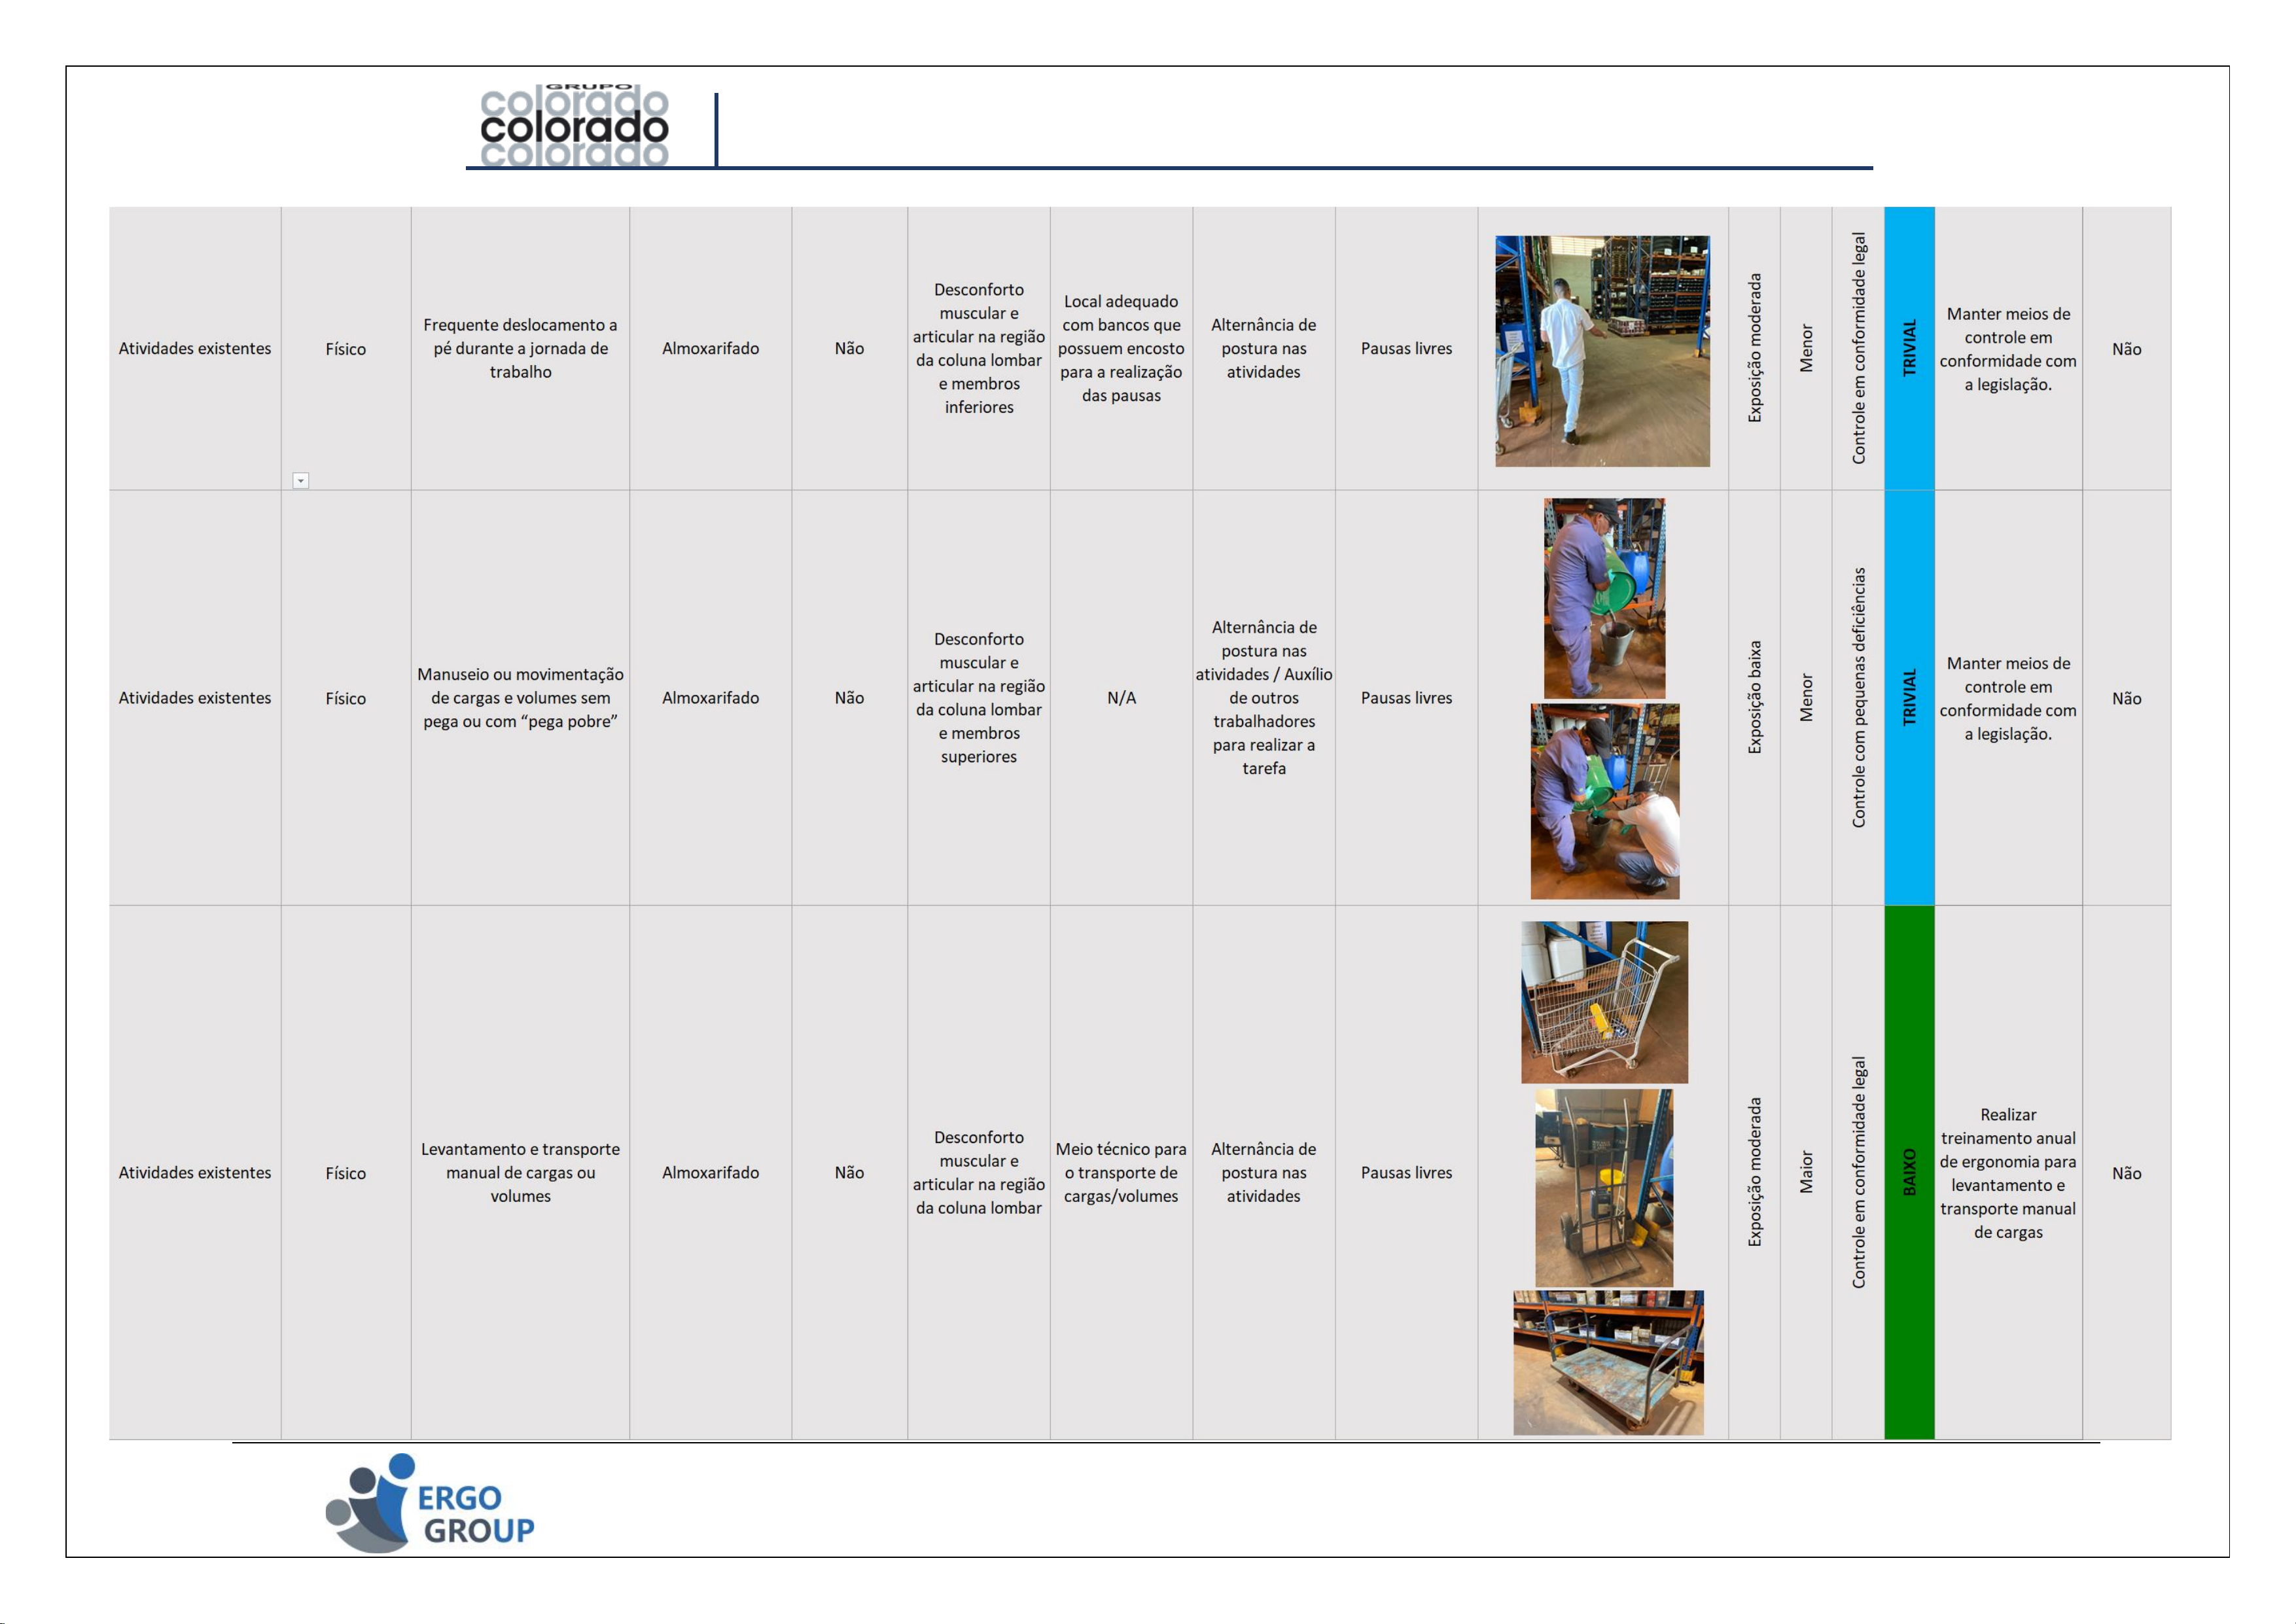 GRUPO
colorado
colorado
colorado
Atividades existentes
Físico
Frequente deslocamento a
pé durante a jornada de
trabalho
Almoxarifado
Não
Desconforto
muscular e
articular na região
da coluna lombar
e membros
inferiores
Local adequado
com bancos que
possuem encosto
para a realização
das pausas
Alternância de
postura nas
atividades
Pausas livres
Exposição moderada
Menor
Controle em conformidade legal
TRIVIAL
Manter meios de
controle em
conformidade com
a legislação.
Não
Atividades existentes
Físico
Manuseio ou movimentação
de cargas e volumes sem
pega ou com “pega pobre”
Almoxarifado
Não
Desconforto
muscular e
articular na região
da coluna lombar
e membros
superiores
N/A
Alternância de
postura nas
atividades / Auxílio
de outros
trabalhadores
para realizar a
tarefa
Pausas livres
Exposição baixa
Menor
Controle com pequenas deficiências
TRIVIAL
Manter meios de
controle em
conformidade com
a legislação.
Não
Atividades existentes
Físico
Levantamento e transporte
manual de cargas ou
volumes
Almoxarifado
Não
Desconforto
muscular e
articular na região
da coluna lombar
Meio técnico para
o transporte de
cargas/volumes
Alternância de
postura nas
atividades
Pausas livres
Exposição moderada
Maior
Controle em conformidade legal
BAIXO
Realizar
treinamento anual
de ergonomia para
levantamento e
transporte manual
de cargas
Não
ERGO
GROUP